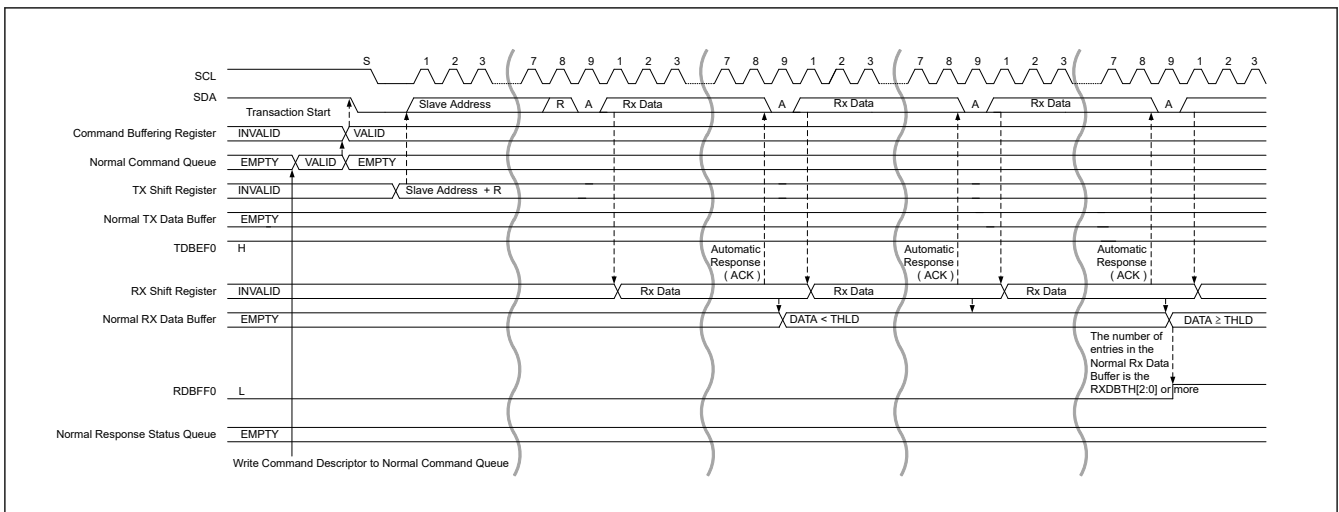 S 1 2 3 7 8 9 1 2 3 7 8 9 1 2 3 7 8 9 1 2 3 7 8 9 1 2 3
SCL
SDA
Transaction Start
Slave Address R A Rx Data A Rx Data A Rx Data A
Command Buffering Register INVALID VALID
Normal Command Queue EMPTY VALID EMPTY
TX Shift Register INVALID Slave Address + R
Normal TX Data Buffer EMPTY
TDBEF0 H
Automatic Response ( ACK )
Automatic Response ( ACK )
Automatic Response ( ACK )
RX Shift Register INVALID Rx Data Rx Data Rx Data
Normal RX Data Buffer EMPTY DATA < THLD DATA ≥ THLD
The number of
entries in the
Normal Rx Data
Buffer is the
RXDBTH[2:0] or more
RDBFF0 L
Normal Response Status Queue EMPTY
Write Command Descriptor to Normal Command Queue